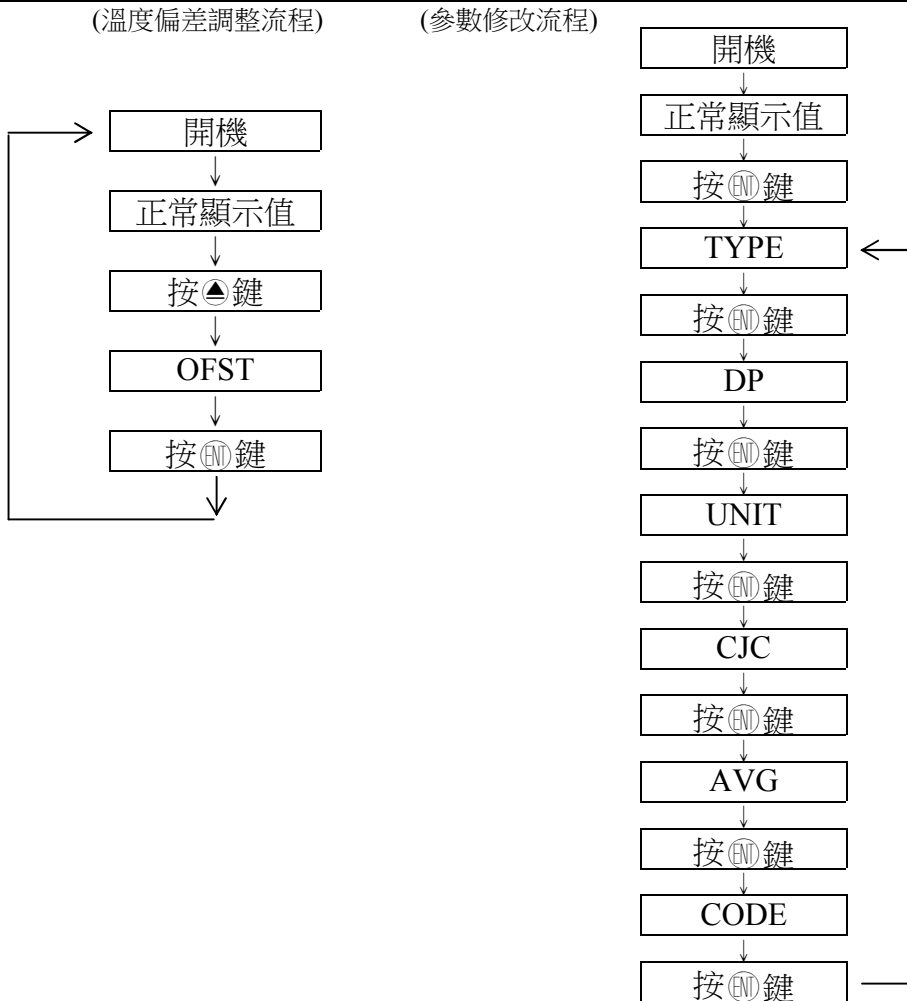 (溫度偏差調整流程)
(參數修改流程)
開機
正常顯示值
按▲鍵
OFST
按ENT鍵
開機
正常顯示值
按ENT鍵
TYPE
按ENT鍵
DP
按ENT鍵
UNIT
按ENT鍵
CJC
按ENT鍵
AVG
按ENT鍵
CODE
按ENT鍵